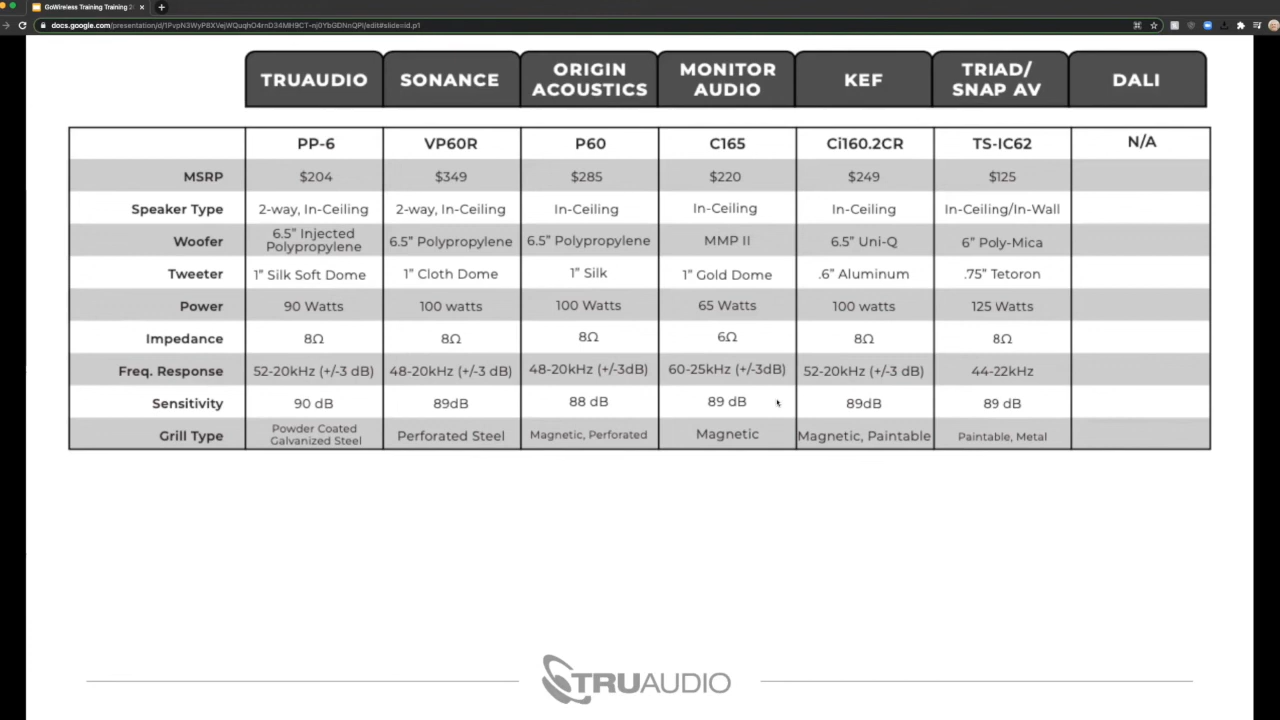 GoWireless Training Training 2
docs.google.com/presentation/d/1PvpN3WyP8XVejWQuqhO4rnD34MH9CT-nj0YbGDNnQPI/edit#slide=id.p1
TRUAUDIO SONANCE ORIGIN ACOUSTICS MONITOR AUDIO KEF TRIAD/ SNAP AV DALI
PP-6 VP60R P60 C165 Ci160.2CR TS-IC62 N/A
MSRP $204 $349 $285 $220 $249 $125
Speaker Type 2-way, In-Ceiling 2-way, In-Ceiling In-Ceiling In-Ceiling In-Ceiling In-Ceiling/In-Wall
Woofer 6.5” Injected Polypropylene 6.5” Polypropylene 6.5” Polypropylene MMP II 6.5” Uni-Q 6” Poly-Mica
Tweeter 1” Silk Soft Dome 1” Cloth Dome 1” Silk 1” Gold Dome .6” Aluminum .75” Tetoron
Power 90 Watts 100 watts 100 Watts 65 Watts 100 watts 125 Watts
Impedance 8Ω 8Ω 8Ω 6Ω 8Ω 8Ω
Freq. Response 52-20kHz (+/-3 dB) 48-20kHz (+/-3 dB) 48-20kHz (+/-3dB) 60-25kHz (+/-3dB) 52-20kHz (+/-3 dB) 44-22kHz
Sensitivity 90 dB 89dB 88 dB 89 dB 89dB 89 dB
Grill Type Powder Coated Galvanized Steel Perforated Steel Magnetic, Perforated Magnetic Magnetic, Paintable Paintable, Metal
TRUAUDIO